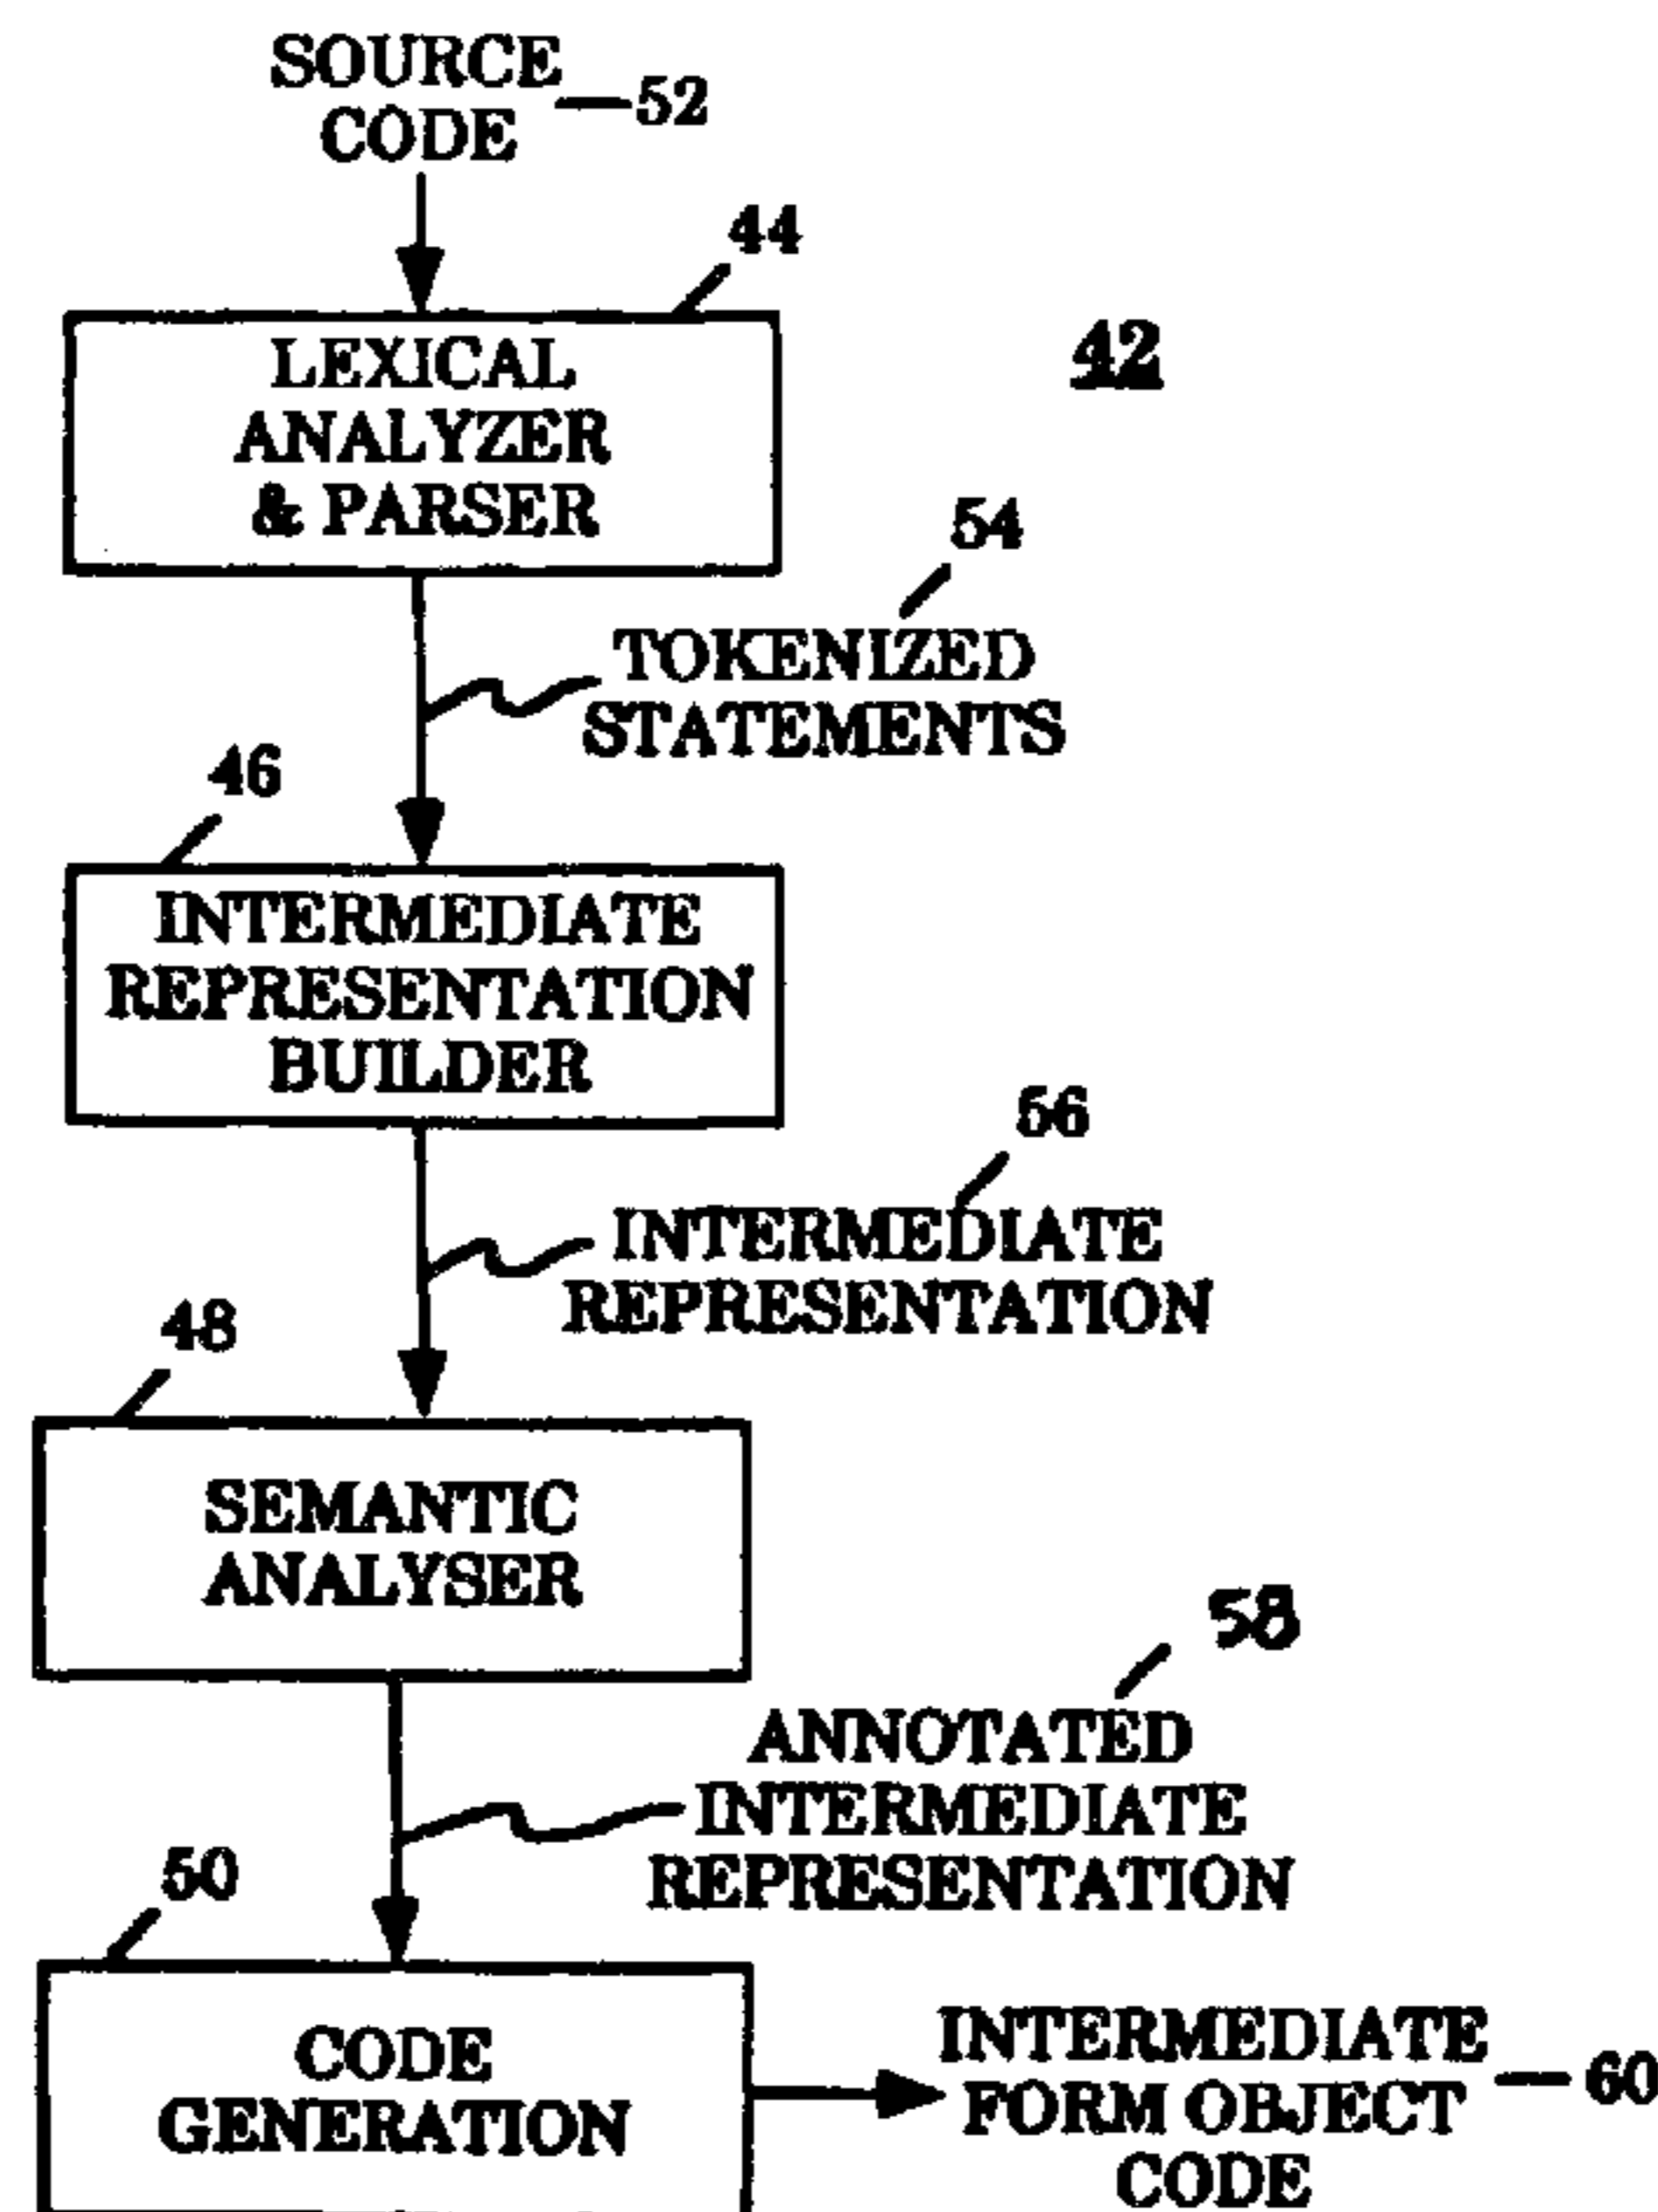 SOURCE
CODE
52
44
LEXICAL
ANALYZER
& PARSER
42
54
TOKENIZED
STATEMENTS
46
INTERMEDIATE
REPRESENTATION
BUILDER
56
INTERMEDIATE
REPRESENTATION
48
SEMANTIC
ANALYSER
58
ANNOTATED
INTERMEDIATE
REPRESENTATION
50
CODE
GENERATION
INTERMEDIATE
FORM OBJECT
CODE
60